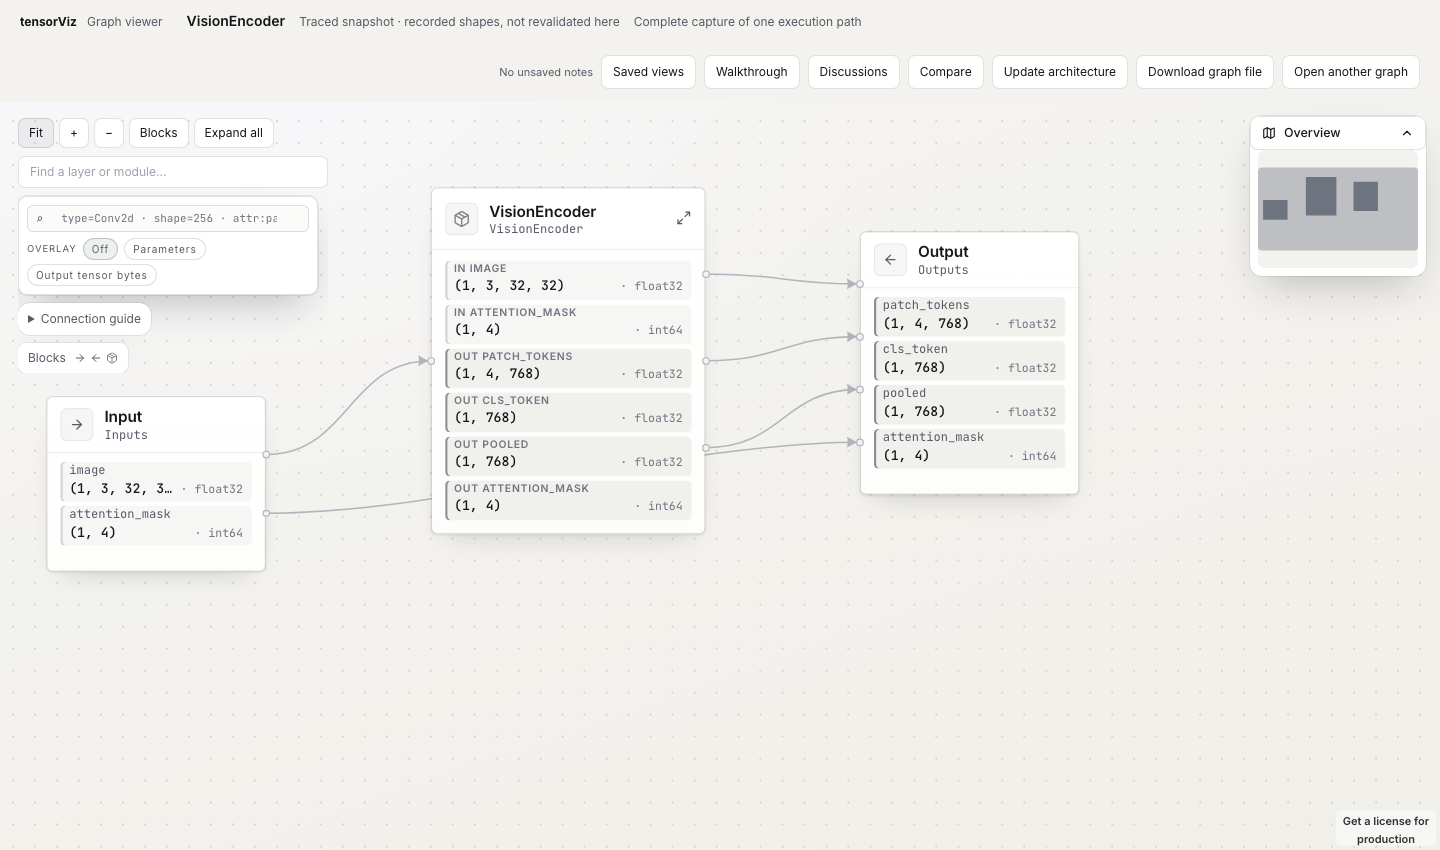 tensorViz Graph viewer VisionEncoder Traced snapshot · recorded shapes, not revalidated here Complete capture of one execution path
No unsaved notes Saved views Walkthrough Discussions Compare Update architecture Download graph file Open another graph
Fit + − Blocks Expand all
Find a layer or module...
type=Conv2d · shape=256 · attr:pa
OVERLAY Off Parameters
Output tensor bytes
Connection guide
Blocks → ←
Input
Inputs
image
(1, 3, 32, 3… · float32
attention_mask
(1, 4) · int64
VisionEncoder
VisionEncoder
IN IMAGE
(1, 3, 32, 32) · float32
IN ATTENTION_MASK
(1, 4) · int64
OUT PATCH_TOKENS
(1, 4, 768) · float32
OUT CLS_TOKEN
(1, 768) · float32
OUT POOLED
(1, 768) · float32
OUT ATTENTION_MASK
(1, 4) · int64
Output
Outputs
patch_tokens
(1, 4, 768) · float32
cls_token
(1, 768) · float32
pooled
(1, 768) · float32
attention_mask
(1, 4) · int64
Overview
Get a license for
production